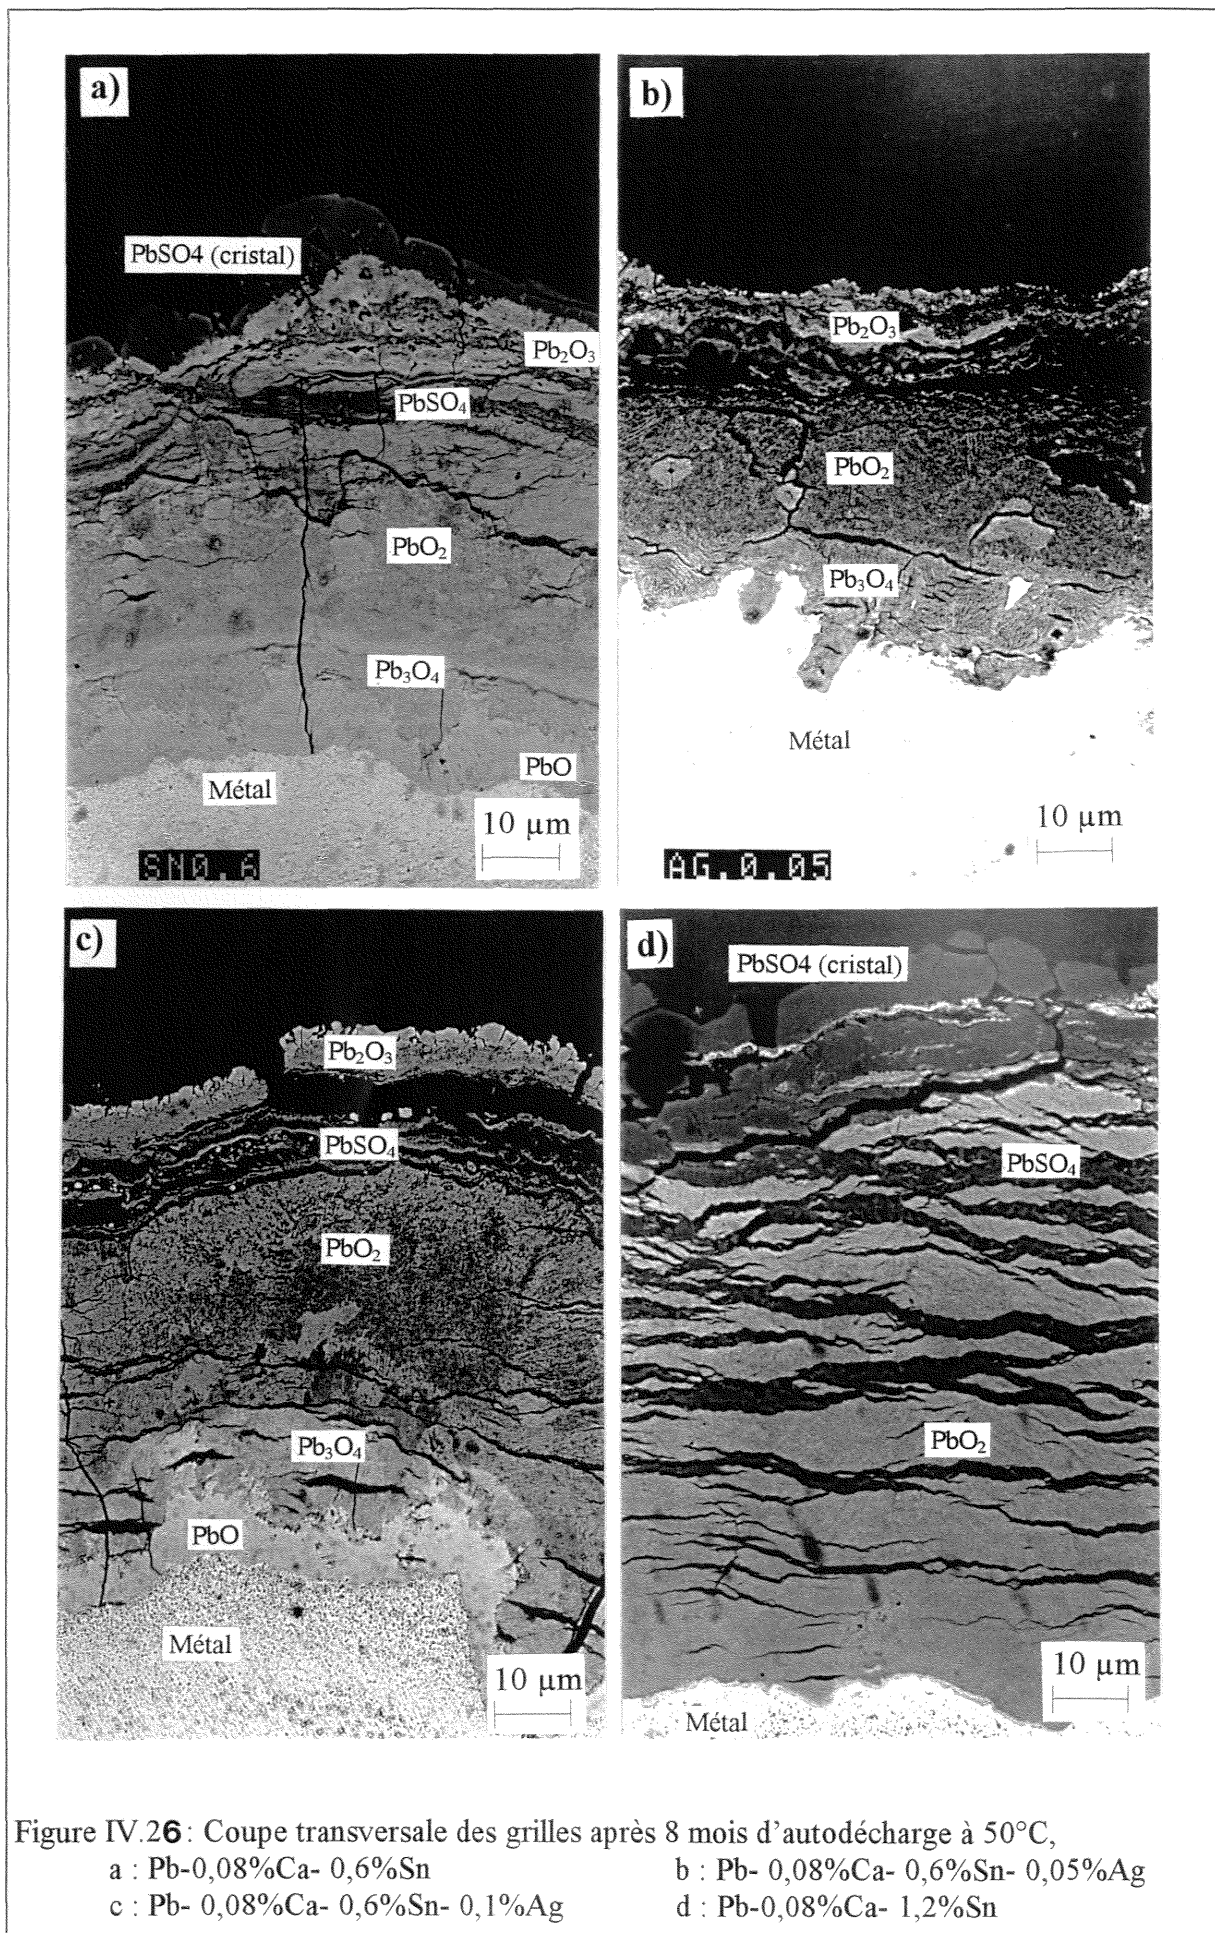 a)
PbSO4 (cristal)
Pb₂O₃
PbSO₄
PbO₂
Pb₃O₄
PbO
Métal
10 µm
SN0.6
b)
Pb₂O₃
PbO₂
Pb₃O₄
Métal
10 µm
AG.0.05
c)
Pb₂O₃
PbSO₄
PbO₂
Pb₃O₄
PbO
Métal
10 µm
d)
PbSO4 (cristal)
PbSO₄
PbO₂
10 µm
Métal
Figure IV.26 : Coupe transversale des grilles après 8 mois d'autodécharge à 50°C,
a : Pb-0,08%Ca- 0,6%Sn
b : Pb- 0,08%Ca- 0,6%Sn- 0,05%Ag
c : Pb- 0,08%Ca- 0,6%Sn- 0,1%Ag
d : Pb-0,08%Ca- 1,2%Sn